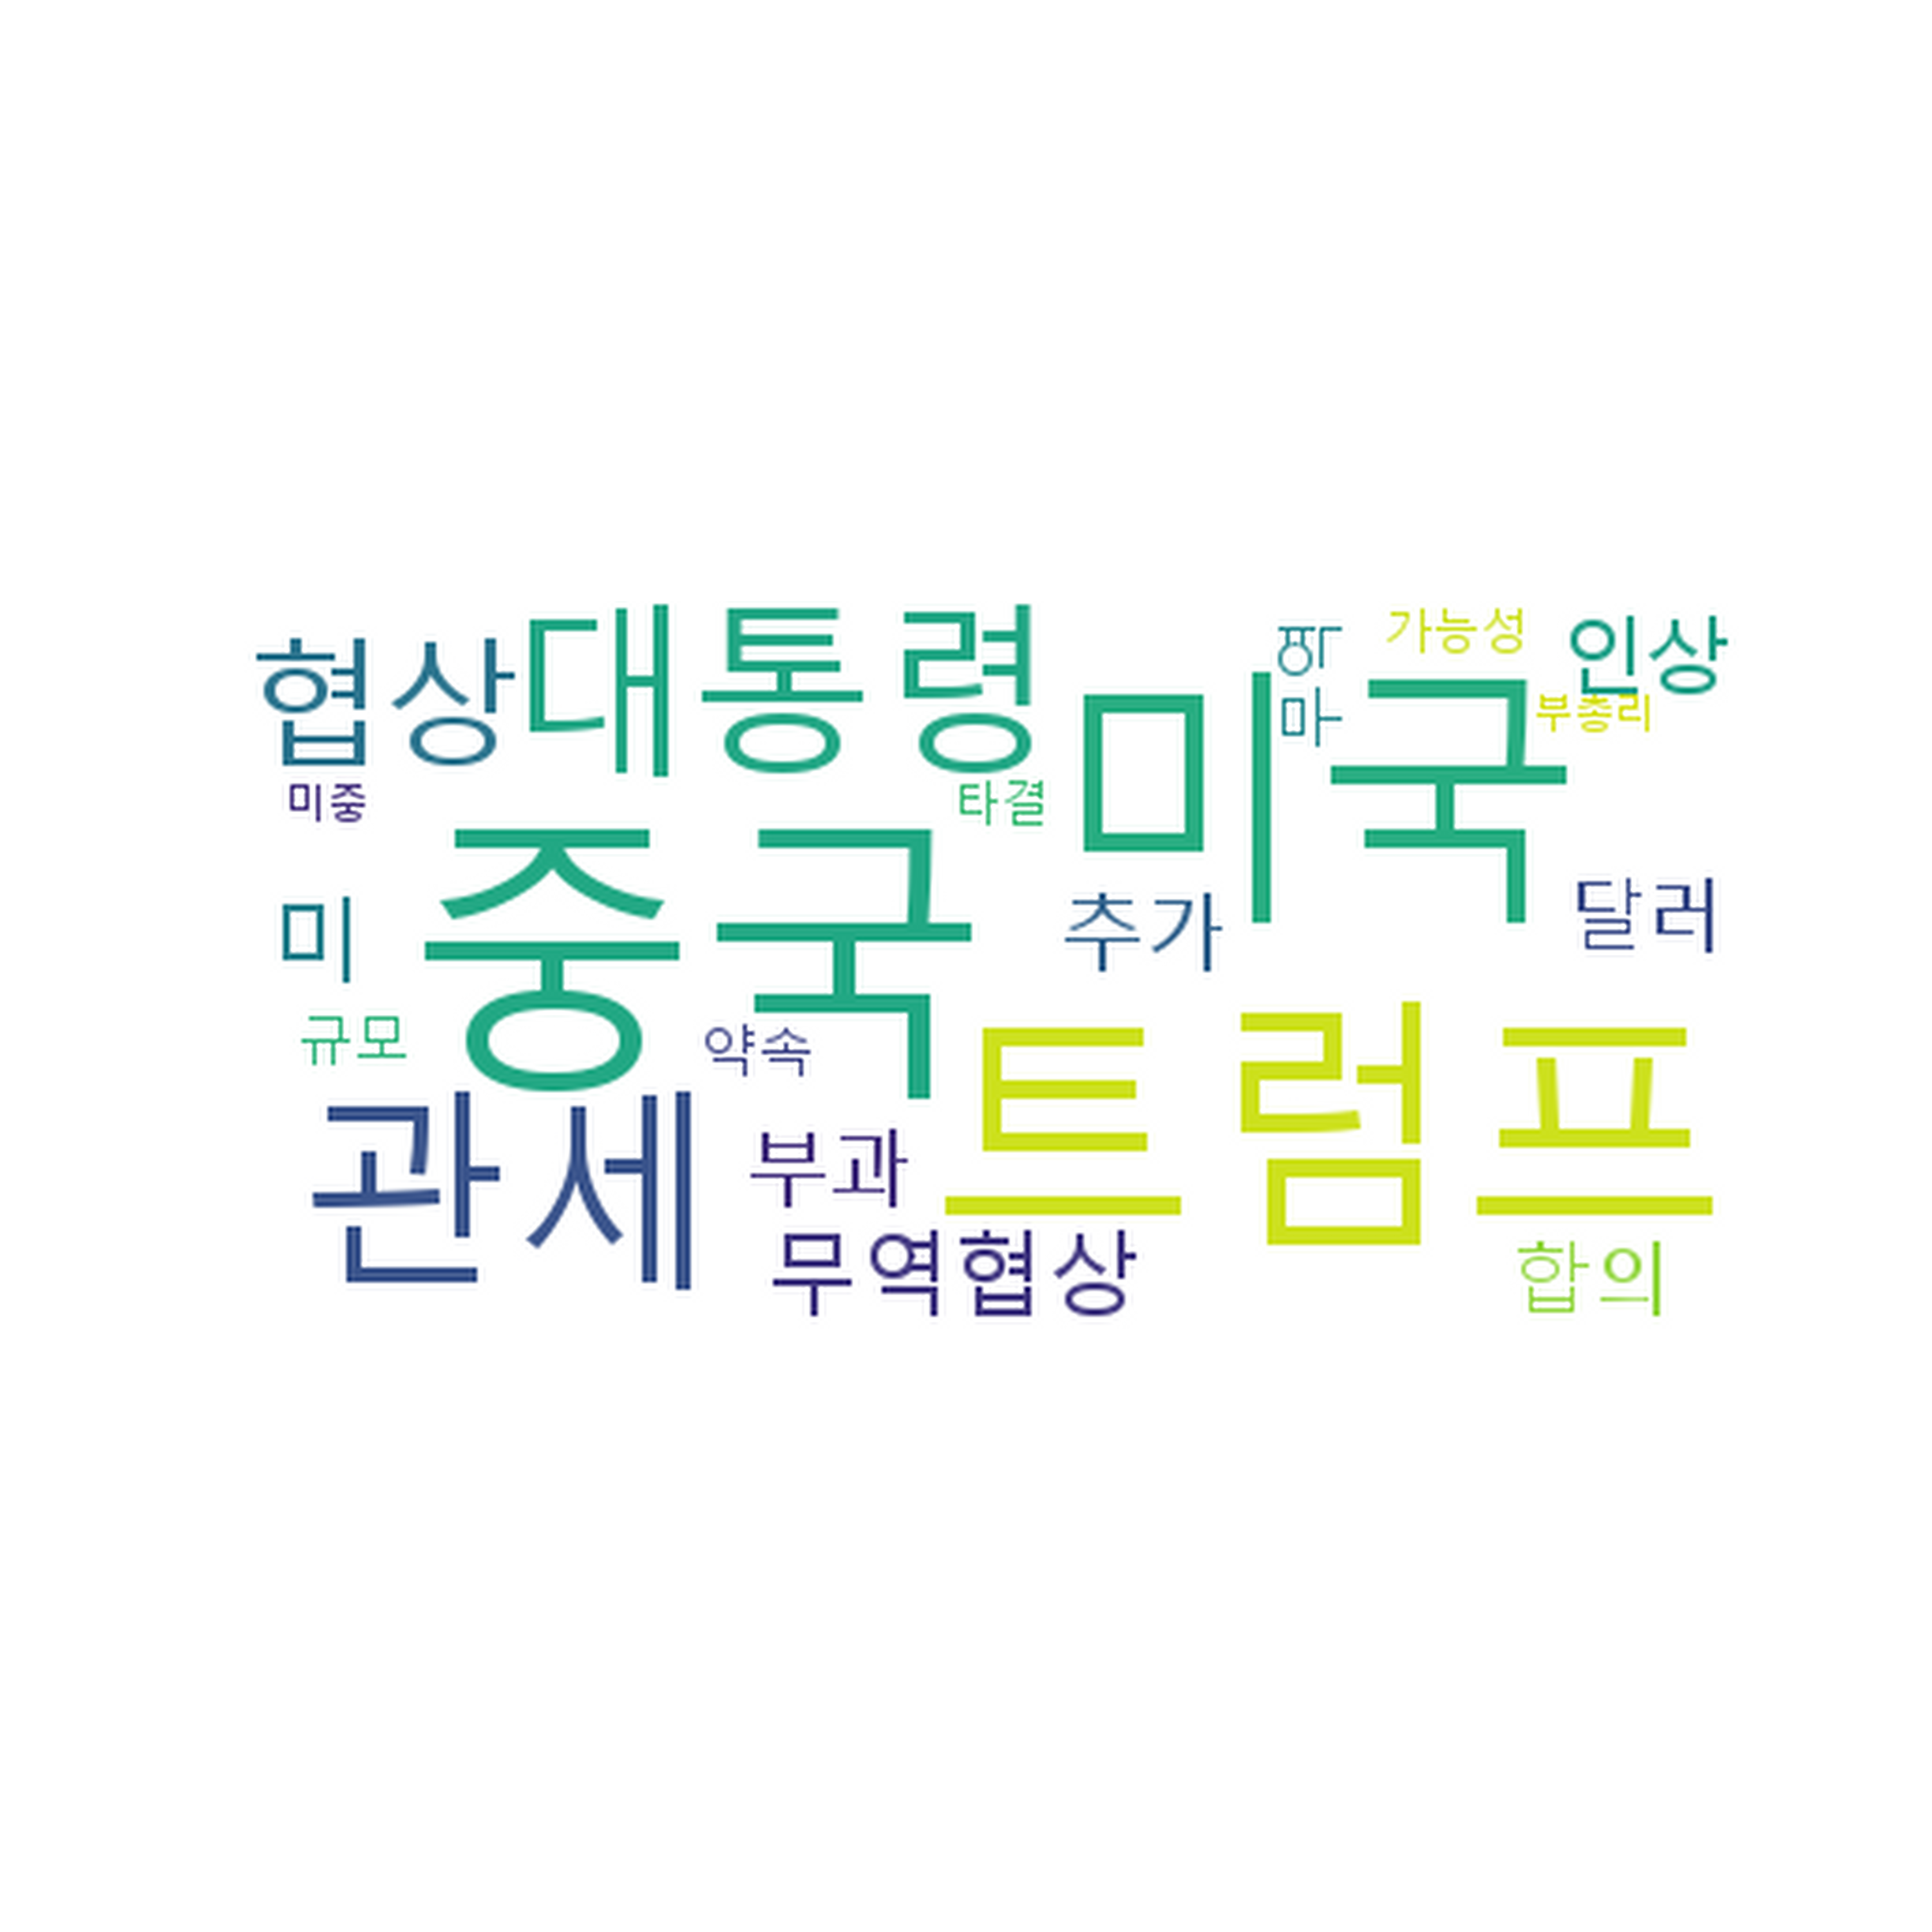 협상 대통령 미국 무역 가능성 인상
부총리
미중 타결
중국
미 추가 달러
규모 약속 트럼프
관세 부과
무역협상 합의